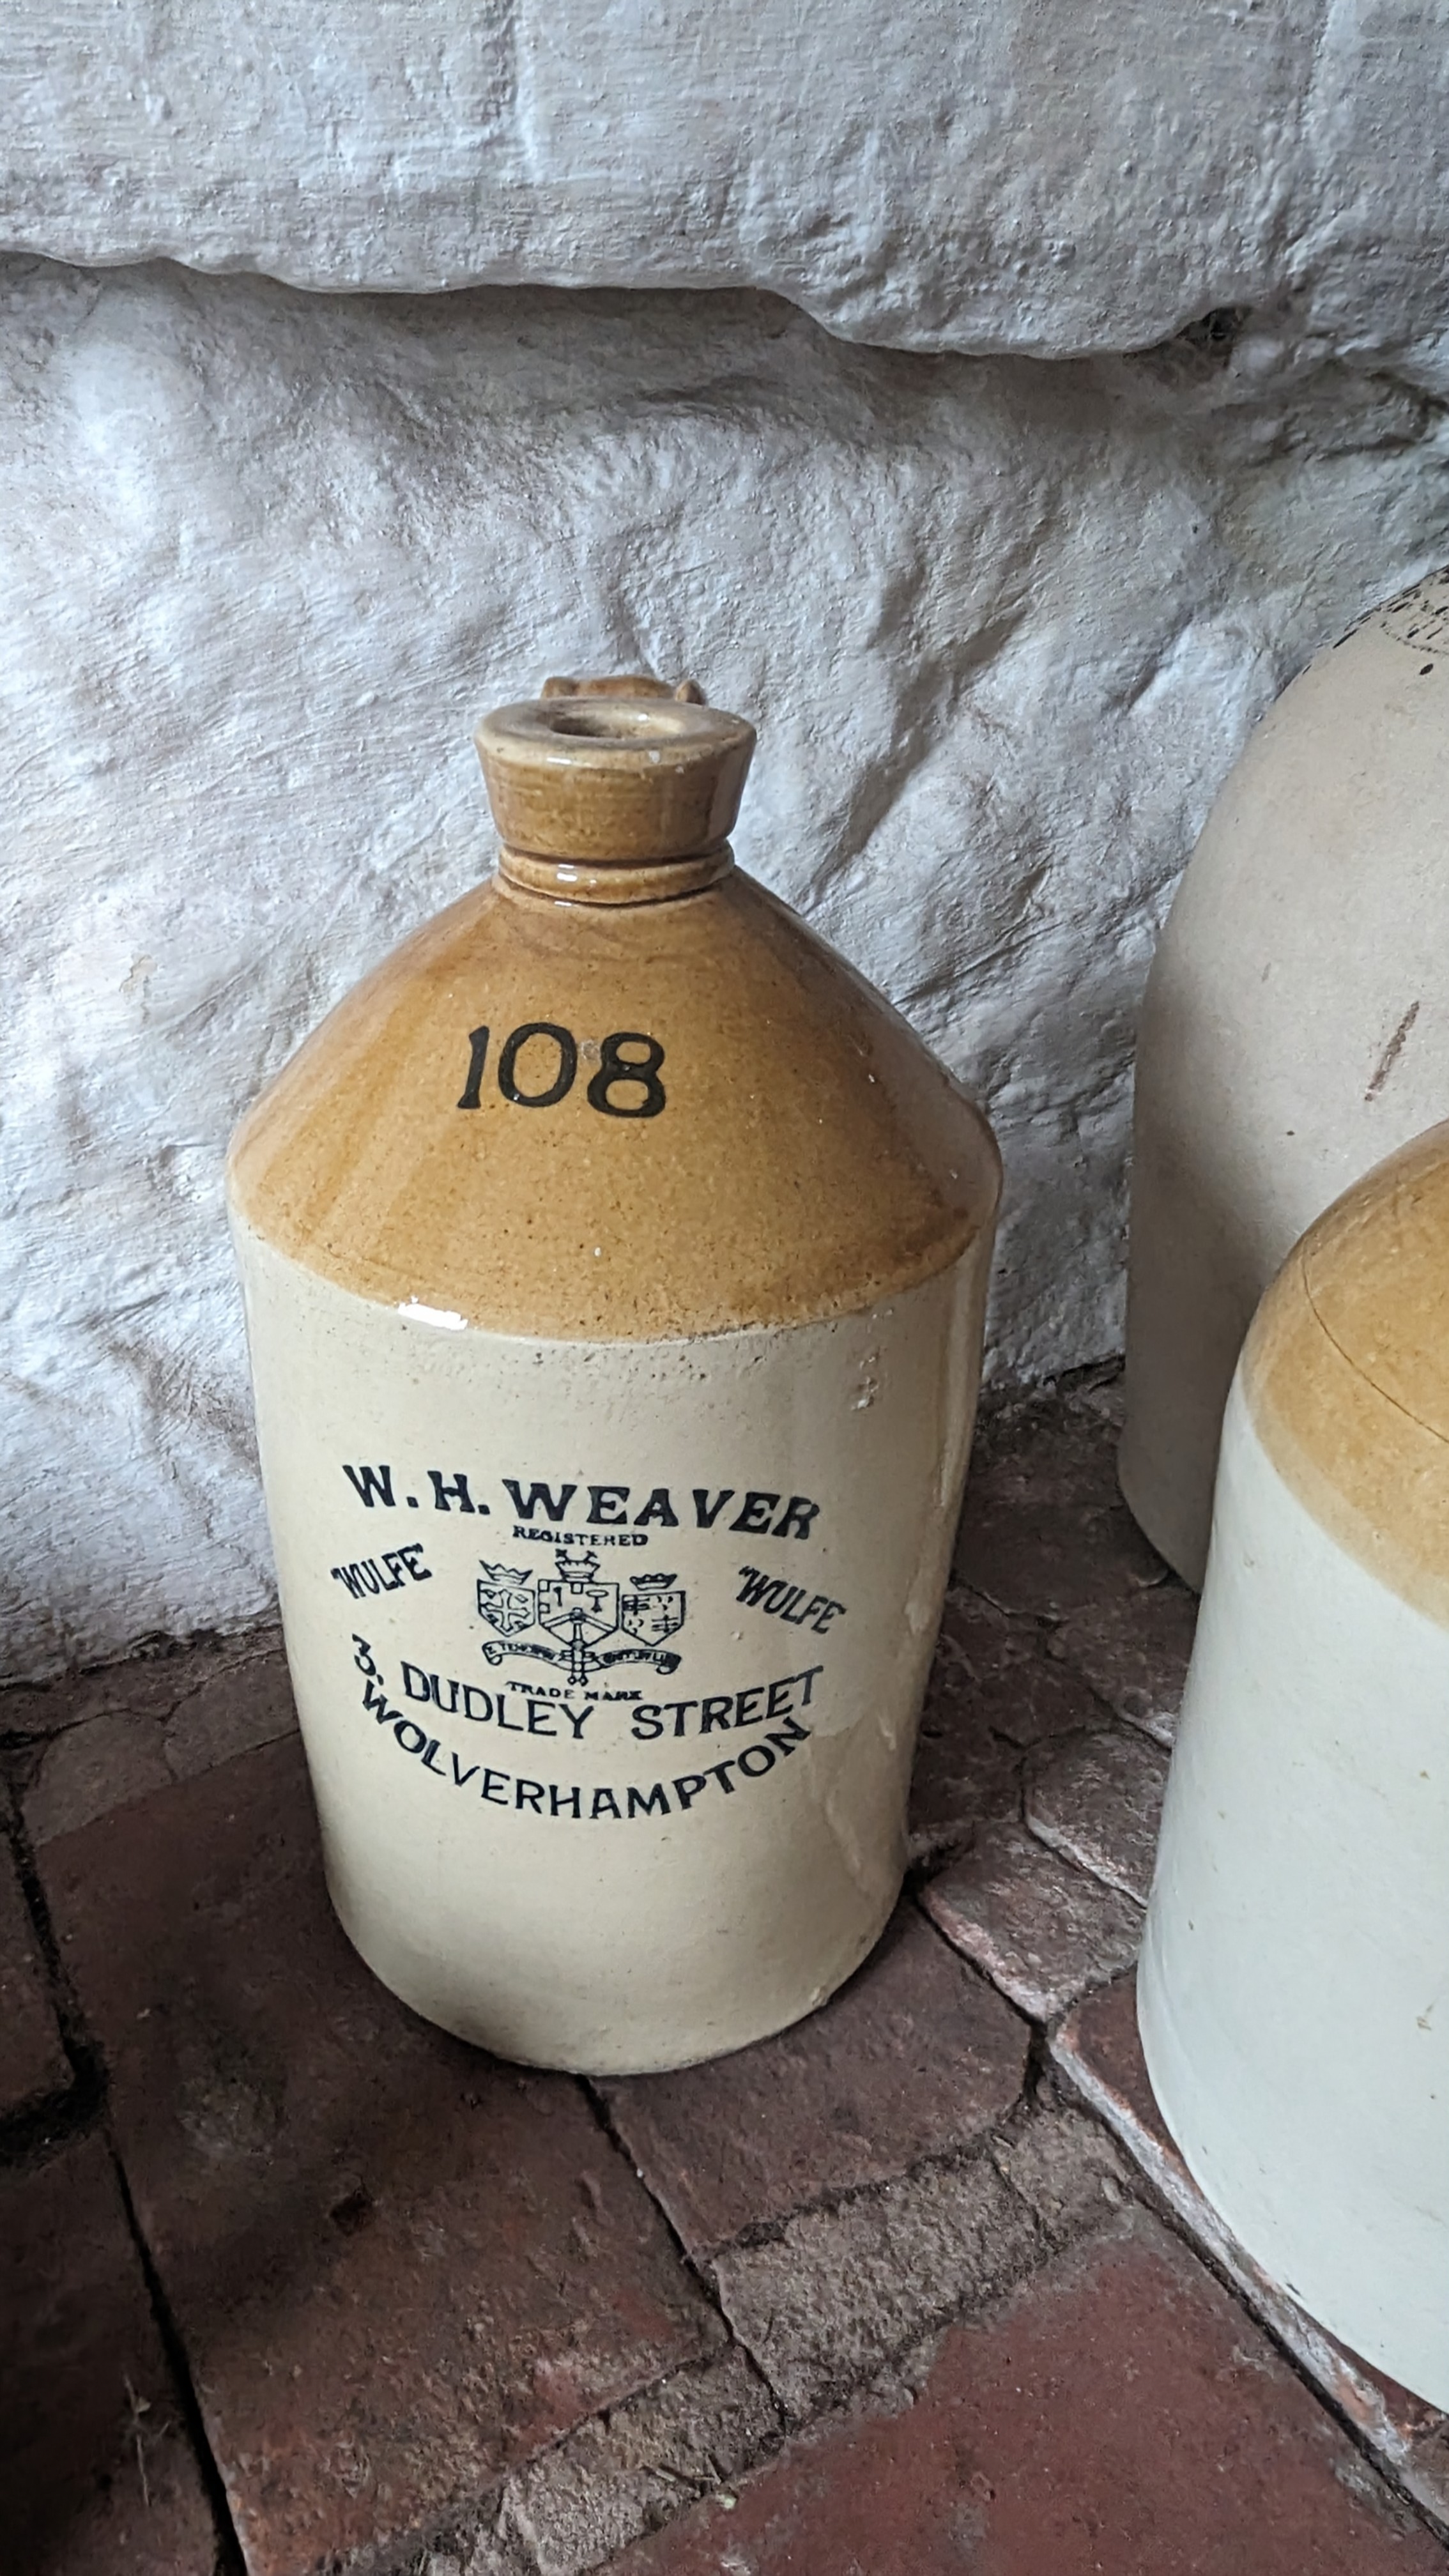 108
W. H. WEAVER
REGISTERED
"WULFE" "WULFE"
TRADE MARK
3. DUDLEY STREET
WOLVERHAMPTON